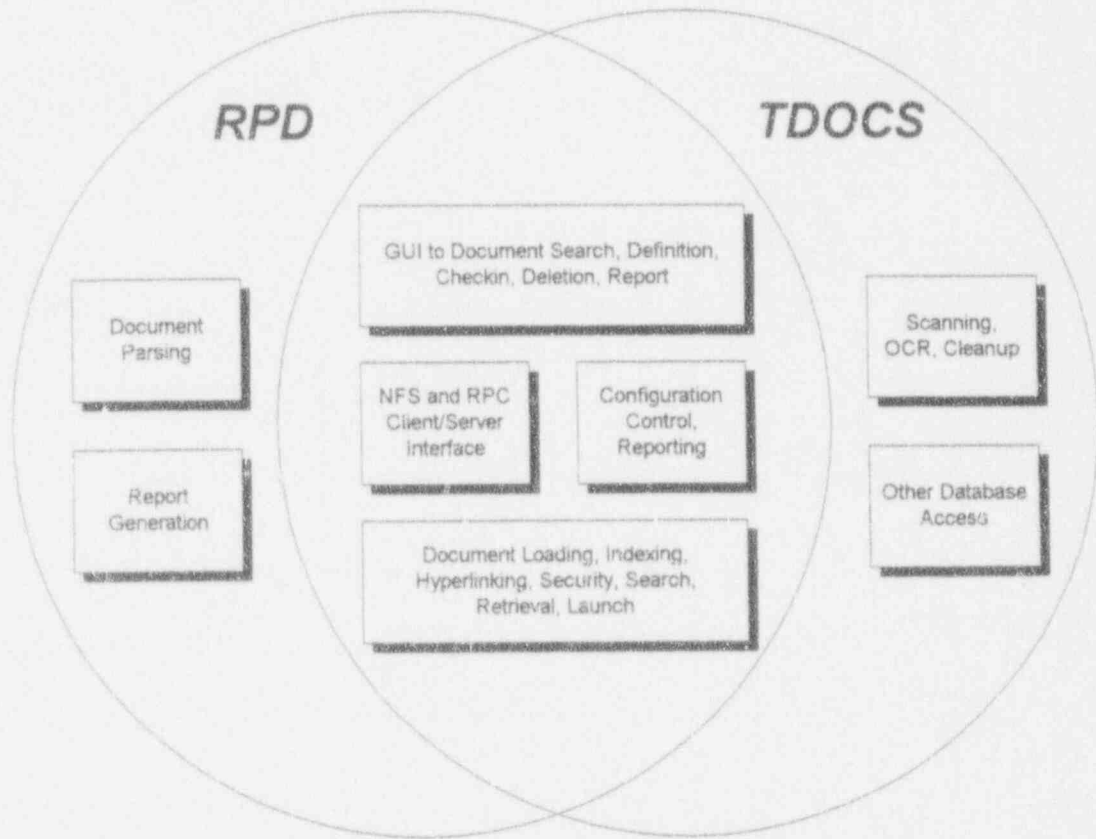 RPD
TDOCS
GUI to Document Search, Definition,
Checkin, Deletion, Report
Document
Parsing
Scanning,
OCR, Cleanup
NFS and RPC
Client/Server
Interface
Configuration
Control,
Reporting
Report
Generation
Other Database
Access
Document Loading, Indexing,
Hyperlinking, Security, Search,
Retrieval, Launch